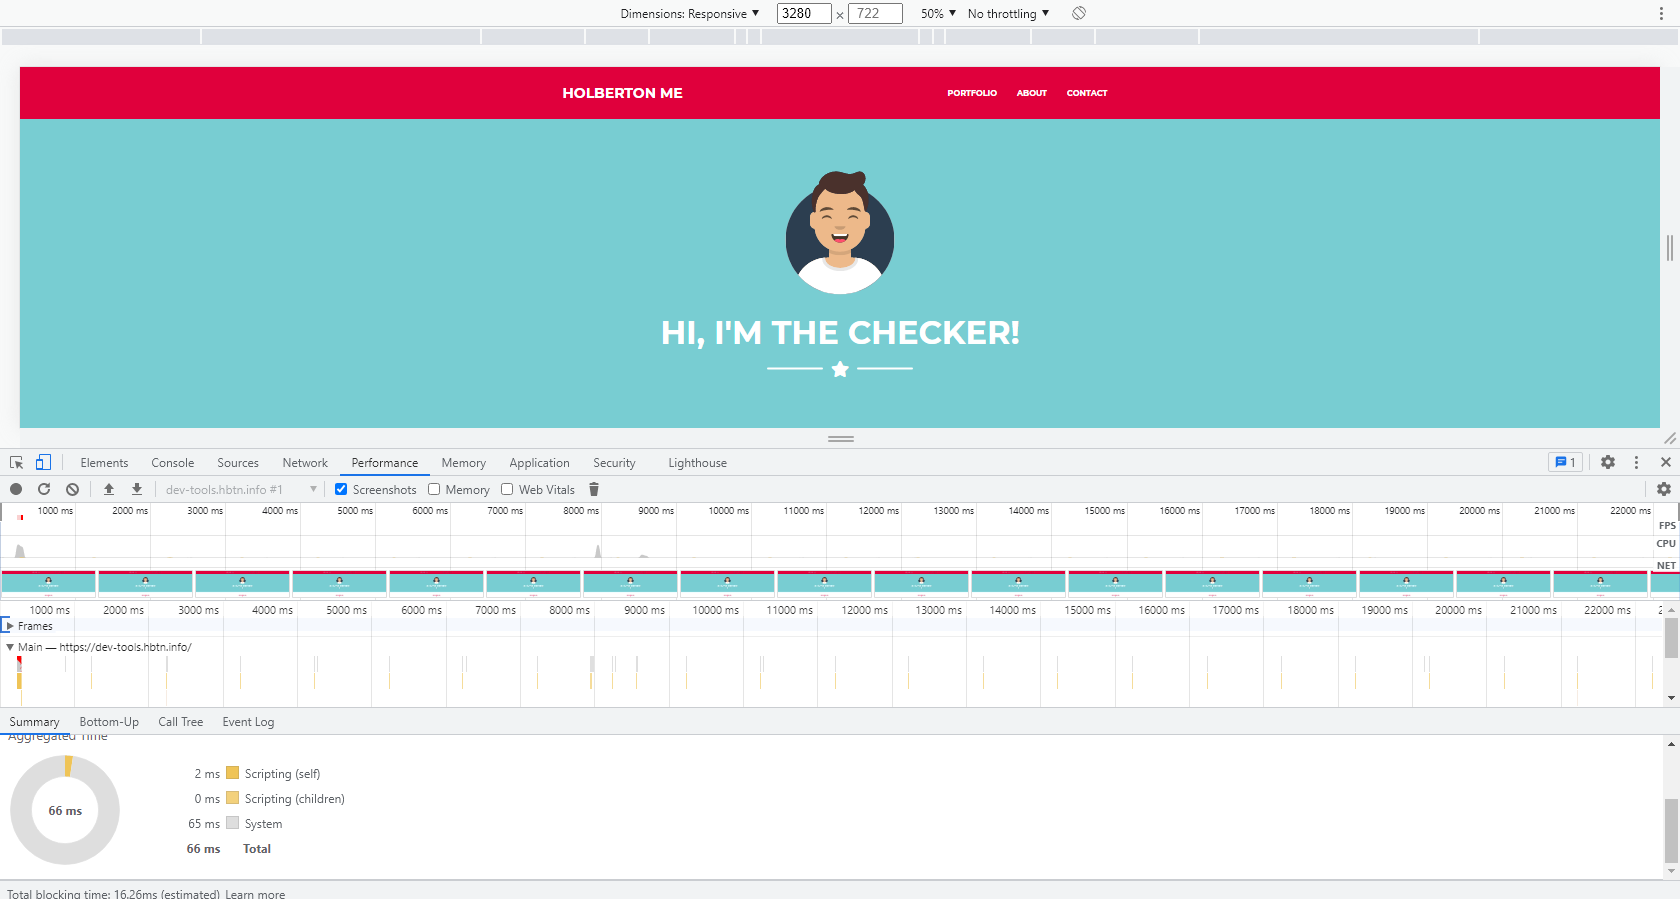 Dimensions: Responsive ▼ 3280 × 722 50% ▼ No throttling ▼
HOLBERTON ME PORTFOLIO ABOUT CONTACT
HI, I'M THE CHECKER!
Elements Console Sources Network Performance Memory Application Security Lighthouse 1
dev-tools.hbtn.info #1 Screenshots Memory Web Vitals
1000 ms 2000 ms 3000 ms 4000 ms 5000 ms 6000 ms 7000 ms 8000 ms 9000 ms 10000 ms 11000 ms 12000 ms 13000 ms 14000 ms 15000 ms 16000 ms 17000 ms 18000 ms 19000 ms 20000 ms 21000 ms 22000 ms
FPS
CPU
NET
1000 ms 2000 ms 3000 ms 4000 ms 5000 ms 6000 ms 7000 ms 8000 ms 9000 ms 10000 ms 11000 ms 12000 ms 13000 ms 14000 ms 15000 ms 16000 ms 17000 ms 18000 ms 19000 ms 20000 ms 21000 ms 22000 ms
Frames
Main — https://dev-tools.hbtn.info/
Summary Bottom-Up Call Tree Event Log
Aggregated Time
2 ms Scripting (self)
0 ms Scripting (children)
66 ms
65 ms System
66 ms Total
Total blocking time: 16.26ms (estimated) Learn more